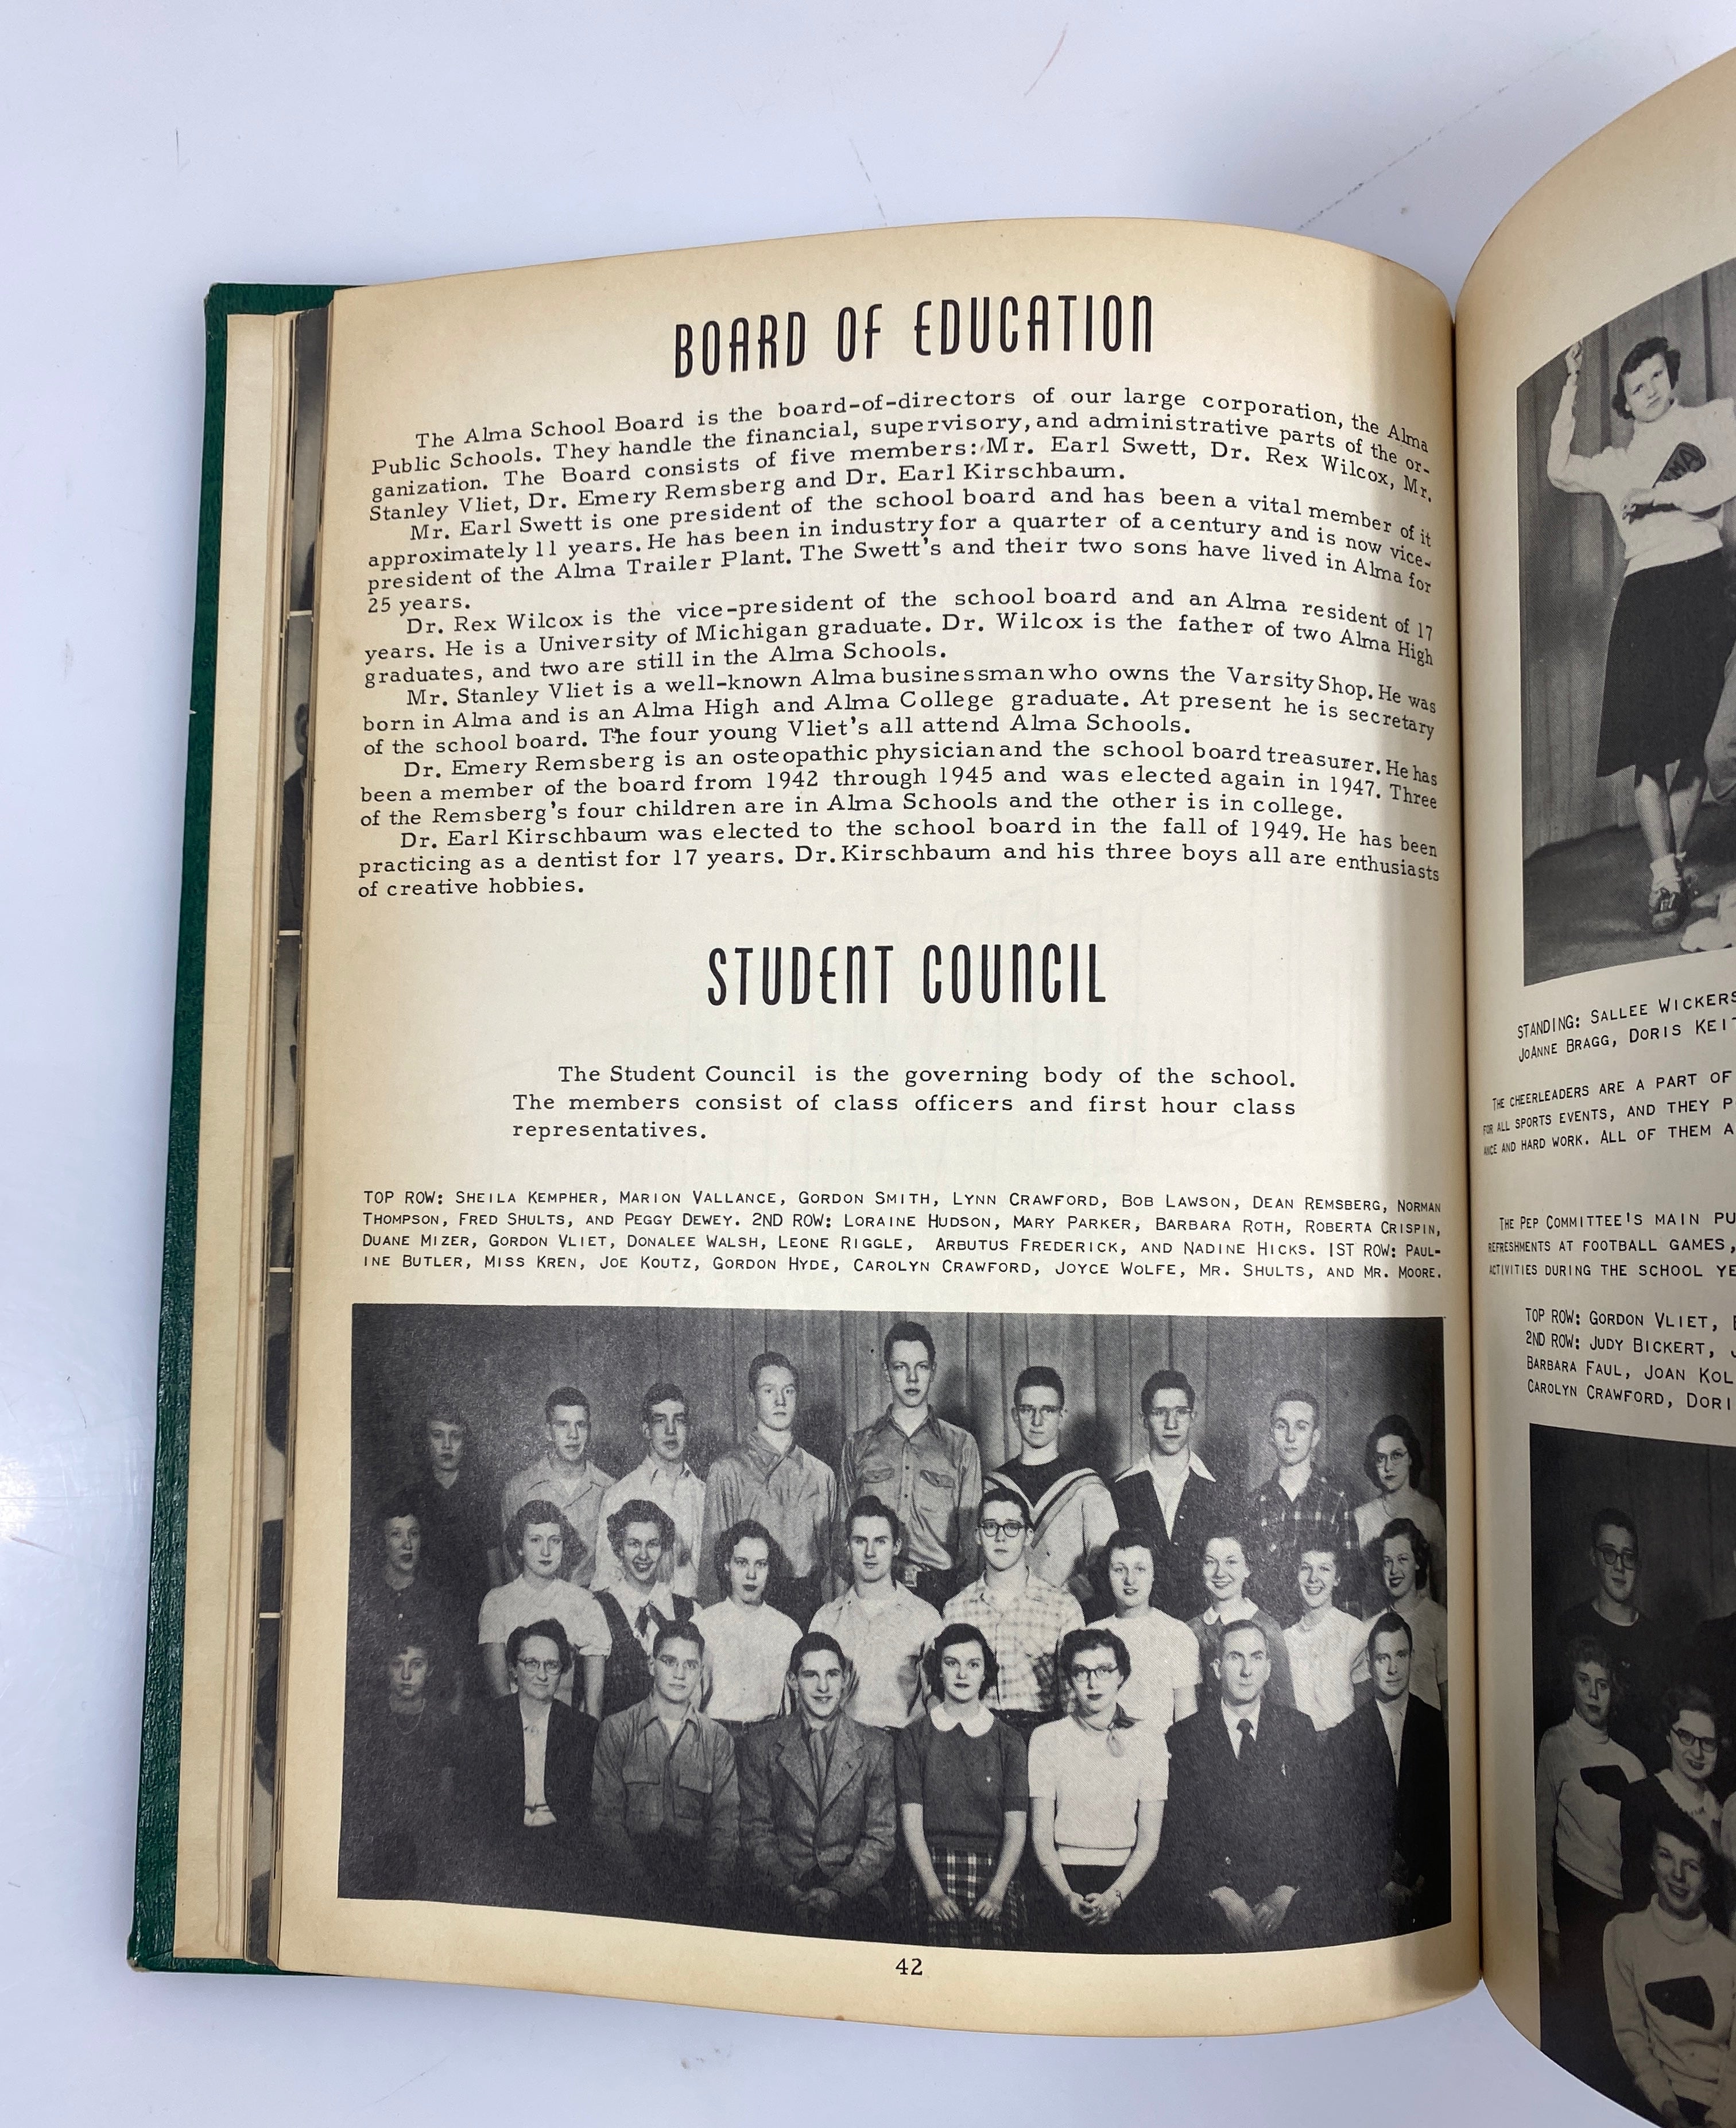 BOARD OF EDUCATION
The Alma School Board is the board-of-directors of our large corporation, the Alma
Public Schools. They handle the financial, supervisory, and administrative parts of the or-
ganization. The Board consists of five members: Mr. Earl Swett, Dr. Rex Wilcox, Mr.
Stanley Vliet, Dr. Emery Remsberg and Dr. Earl Kirschbaum.
Mr. Earl Swett is one president of the school board and has been a vital member of it
approximately 11 years. He has been in industry for a quarter of a century and is now vice-
president of the Alma Trailer Plant. The Swett's and their two sons have lived in Alma for
25 years.
Dr. Rex Wilcox is the vice-president of the school board and an Alma resident of 17
years. He is a University of Michigan graduate. Dr. Wilcox is the father of two Alma High
graduates, and two are still in the Alma Schools.
Mr. Stanley Vliet is a well-known Alma businessman who owns the Varsity Shop. He was
born in Alma and is an Alma High and Alma College graduate. At present he is secretary
of the school board. The four young Vliet's all attend Alma Schools.
Dr. Emery Remsberg is an osteopathic physician and the school board treasurer. He has
been a member of the board from 1942 through 1945 and was elected again in 1947. Three
of the Remsberg's four children are in Alma Schools and the other is in college.
Dr. Earl Kirschbaum was elected to the school board in the fall of 1949. He has been
practicing as a dentist for 17 years. Dr. Kirschbaum and his three boys all are enthusiasts
of creative hobbies.
STUDENT COUNCIL
The Student Council is the governing body of the school.
The members consist of class officers and first hour class
representatives.
TOP ROW: SHEILA KEMPHER, MARION VALLANCE, GORDON SMITH, LYNN CRAWFORD, BOB LAWSON, DEAN REMSBERG, NORMAN
THOMPSON, FRED SHULTS, AND PEGGY DEWEY. 2ND ROW: LORAINE HUDSON, MARY PARKER, BARBARA ROTH, ROBERTA CRISPIN,
DUANE MIZER, GORDON VLIET, DONALEE WALSH, LEONE RIGGLE, ARBUTUS FREDERICK, AND NADINE HICKS. 1ST ROW: PAUL-
INE BUTLER, MISS KREN, JOE KOUTZ, GORDON HYDE, CAROLYN CRAWFORD, JOYCE WOLFE, MR. SHULTS, AND MR. MOORE.
42
STANDING: SALLEE WICKERS
JOANNE BRAGG, DORIS KEIT
THE CHEERLEADERS ARE A PART OF
FOR ALL SPORTS EVENTS, AND THEY P
ANCE AND HARD WORK. ALL OF THEM A
THE PEP COMMITTEE'S MAIN PU
REFRESHMENTS AT FOOTBALL GAMES,
ACTIVITIES DURING THE SCHOOL YE
TOP ROW: GORDON VLIET,
2ND ROW: JUDY BICKERT,
BARBARA FAUL, JOAN KOL
CAROLYN CRAWFORD, DORI